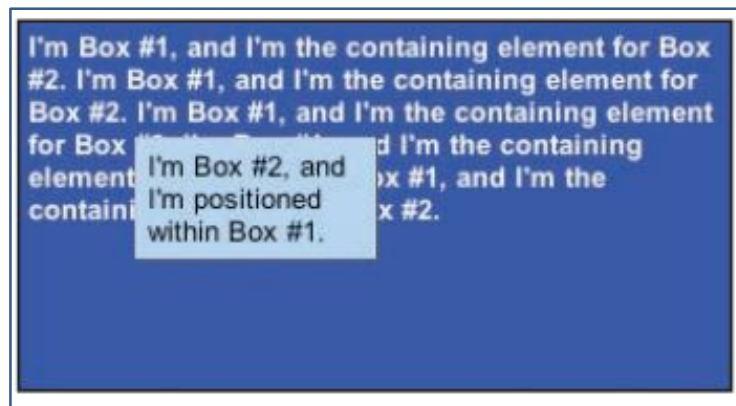 I'm Box #1, and I'm the containing element for Box
#2. I'm Box #1, and I'm the containing element for
Box #2. I'm Box #1, and I'm the containing element
for Box d I'm the containing
element ox #1, and I'm the
containi x #2.
I'm Box #2, and
I'm positioned
within Box #1.